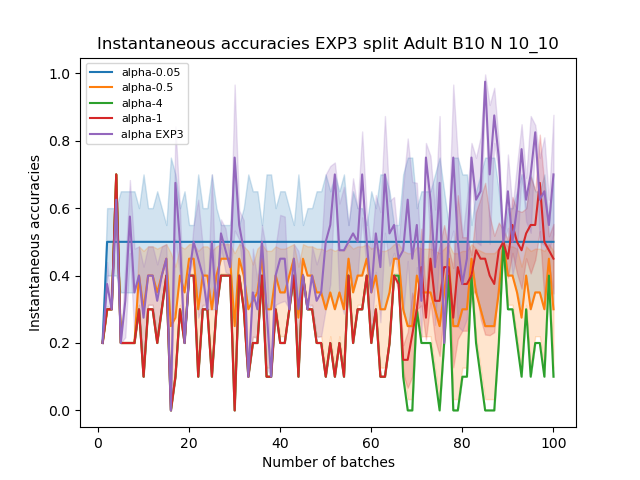 Instantaneous accuracies EXP3 split Adult B10 N 10_10
1.0
0.8
0.6
0.4
0.2
0.0
Instantaneous accuracies
alpha-0.05
alpha-0.5
alpha-4
alpha-1
alpha EXP3
0 20 40 60 80 100
Number of batches